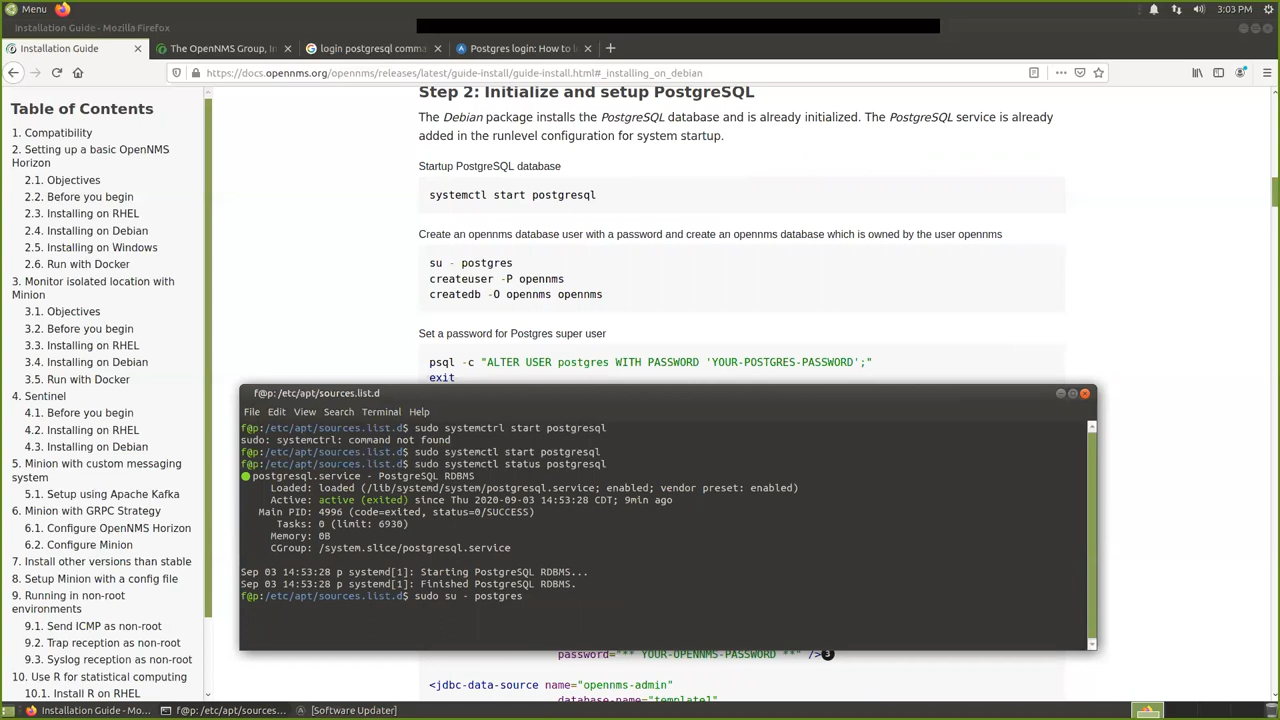 Menu
3:03 PM
Installation Guide - Mozilla Firefox
Installation Guide
The OpenNMS Group, In
login postgresql comma
Postgres login: How to l
https://docs.opennms.org/opennms/releases/latest/guide-install/guide-install.html#_installing_on_debian
Table of Contents
1. Compatibility
2. Setting up a basic OpenNMS
Horizon
2.1. Objectives
2.2. Before you begin
2.3. Installing on RHEL
2.4. Installing on Debian
2.5. Installing on Windows
2.6. Run with Docker
3. Monitor isolated location with
Minion
3.1. Objectives
3.2. Before you begin
3.3. Installing on RHEL
3.4. Installing on Debian
3.5. Run with Docker
4. Sentinel
4.1. Before you begin
4.2. Installing on RHEL
4.3. Installing on Debian
5. Minion with custom messaging
system
5.1. Setup using Apache Kafka
6. Minion with GRPC Strategy
6.1. Configure OpenNMS Horizon
6.2. Configure Minion
7. Install other versions than stable
8. Setup Minion with a config file
9. Running in non-root
environments
9.1. Send ICMP as non-root
9.2. Trap reception as non-root
9.3. Syslog reception as non-root
10. Use R for statistical computing
10.1. Install R on RHEL
Step 2: Initialize and setup PostgreSQL
The Debian package installs the PostgreSQL database and is already initialized. The PostgreSQL service is already
added in the runlevel configuration for system startup.
Startup PostgreSQL database
systemctl start postgresql
Create an opennms database user with a password and create an opennms database which is owned by the user opennms
su - postgres
createuser -P opennms
createdb -O opennms opennms
Set a password for Postgres super user
psql -c "ALTER USER postgres WITH PASSWORD 'YOUR-POSTGRES-PASSWORD';"
exit
f@p: /etc/apt/sources.list.d
File Edit View Search Terminal Help
f@p:/etc/apt/sources.list.d$ sudo systemctrl start postgresql
sudo: systemctrl: command not found
f@p:/etc/apt/sources.list.d$ sudo systemctl start postgresql
f@p:/etc/apt/sources.list.d$ sudo systemctl status postgresql
● postgresql.service - PostgreSQL RDBMS
Loaded: loaded (/lib/systemd/system/postgresql.service; enabled; vendor preset: enabled)
Active: active (exited) since Thu 2020-09-03 14:53:28 CDT; 9min ago
Main PID: 4996 (code=exited, status=0/SUCCESS)
Tasks: 0 (limit: 6930)
Memory: 0B
CGroup: /system.slice/postgresql.service
Sep 03 14:53:28 p systemd[1]: Starting PostgreSQL RDBMS...
Sep 03 14:53:28 p systemd[1]: Finished PostgreSQL RDBMS.
f@p:/etc/apt/sources.list.d$ sudo su - postgres
password="** YOUR-OPENNMS-PASSWORD **" /> 3
<jdbc-data-source name="opennms-admin"
database-name="template1"
Installation Guide - Mo...
f@p: /etc/apt/sources...
[Software Updater]